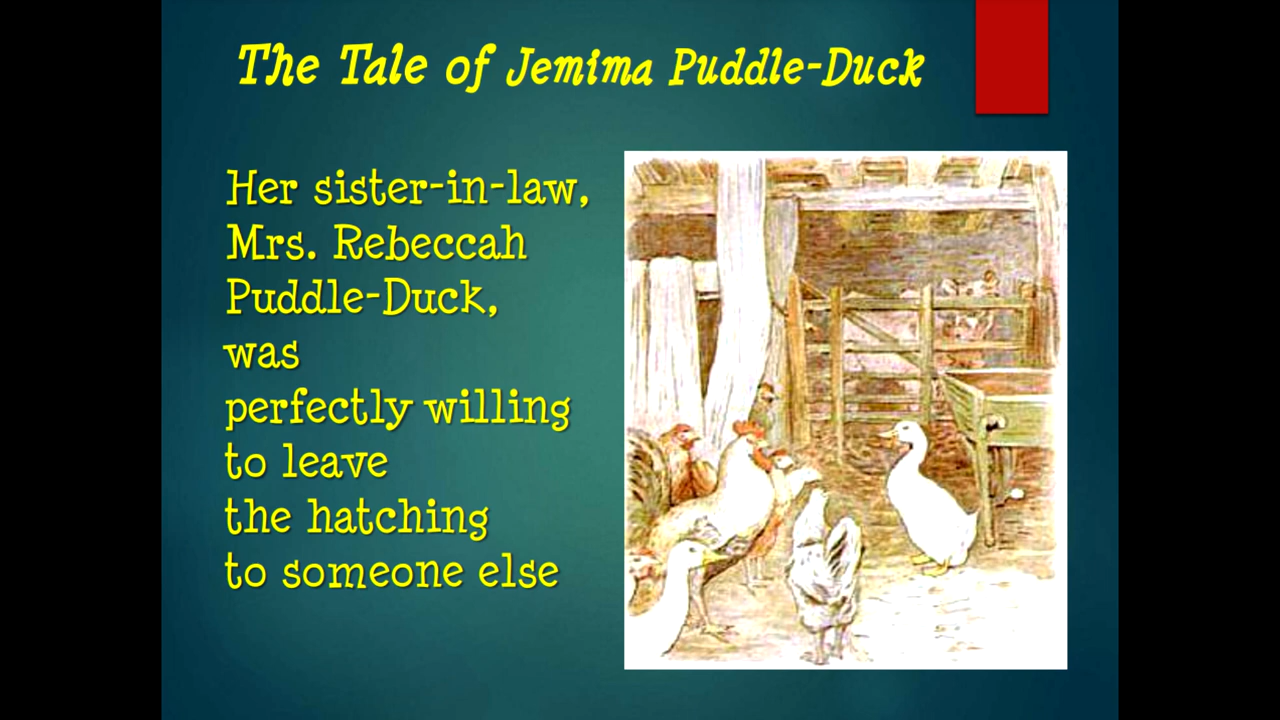 The Tale of Jemima Puddle-Duck
Her sister-in-law,
Mrs. Rebeccah
Puddle-Duck,
was
perfectly willing
to leave
the hatching
to someone else